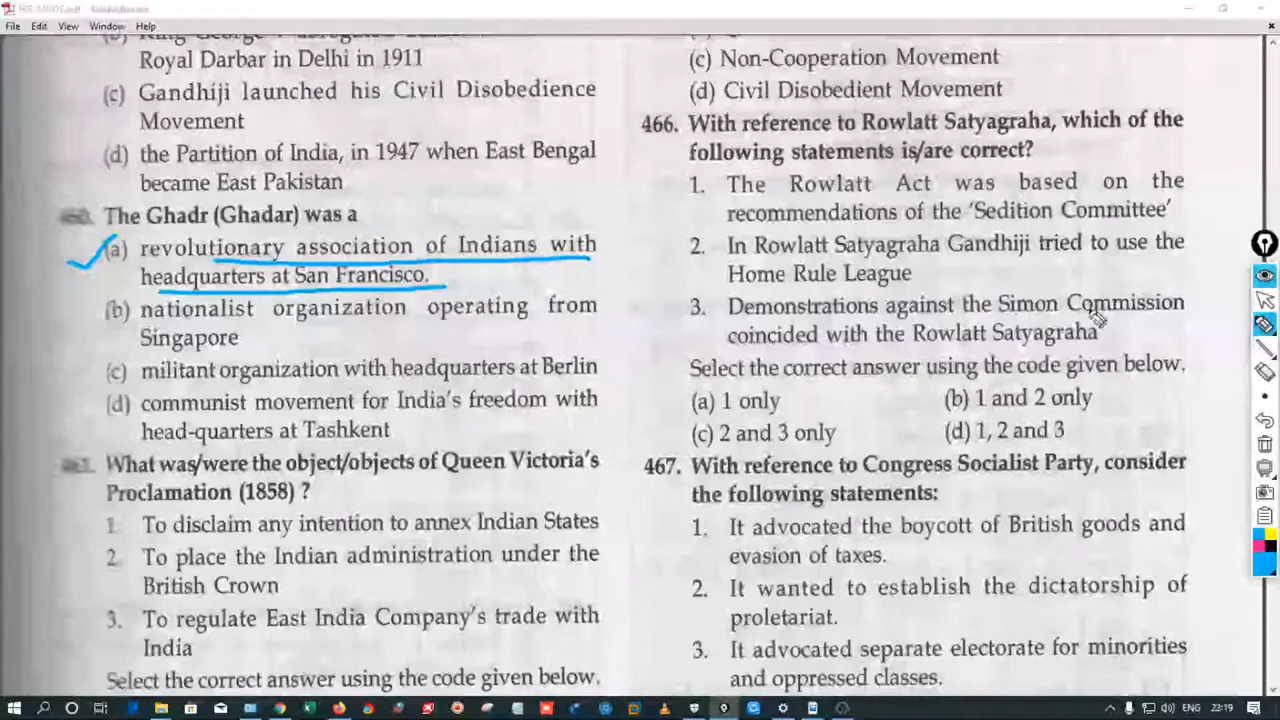 File Edit View Window Help
Royal Darbar in Delhi in 1911
(c) Gandhiji launched his Civil Disobedience
Movement
(d) the Partition of India, in 1947 when East Bengal
became East Pakistan
The Ghadr (Ghadar) was a
(a) revolutionary association of Indians with
headquarters at San Francisco.
(b) nationalist organization operating from
Singapore
(c) militant organization with headquarters at Berlin
(d) communist movement for India's freedom with
head-quarters at Tashkent
What was/were the object/objects of Queen Victoria's
Proclamation (1858) ?
1. To disclaim any intention to annex Indian States
2. To place the Indian administration under the
British Crown
3. To regulate East India Company's trade with
India
Select the correct answer using the code given below.
(c) Non-Cooperation Movement
(d) Civil Disobedient Movement
466. With reference to Rowlatt Satyagraha, which of the
following statements is/are correct?
1. The Rowlatt Act was based on the
recommendations of the 'Sedition Committee'
2. In Rowlatt Satyagraha Gandhiji tried to use the
Home Rule League
3. Demonstrations against the Simon Commission
coincided with the Rowlatt Satyagraha
Select the correct answer using the code given below.
(a) 1 only (b) 1 and 2 only
(c) 2 and 3 only (d) 1, 2 and 3
467. With reference to Congress Socialist Party, consider
the following statements:
1. It advocated the boycott of British goods and
evasion of taxes.
2. It wanted to establish the dictatorship of
proletariat.
3. It advocated separate electorate for minorities
and oppressed classes.
ENG 22:19